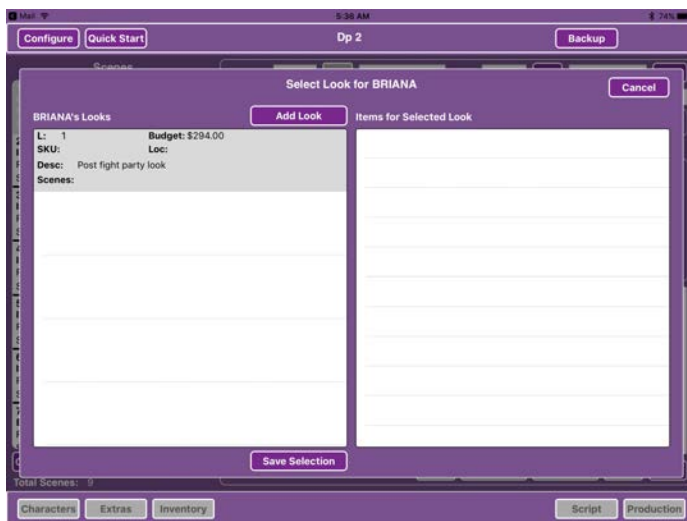 Mail 5:36 AM 74%
Configure Quick Start Dp 2 Backup
Scenes
Select Look for BRIANA
Cancel
BRIANA's Looks Add Look Items for Selected Look
L: 1 Budget: $294.00
SKU: Loc:
Desc: Post fight party look
Scenes:
Save Selection
Total Scenes: 9
Characters Extras Inventory Script Production